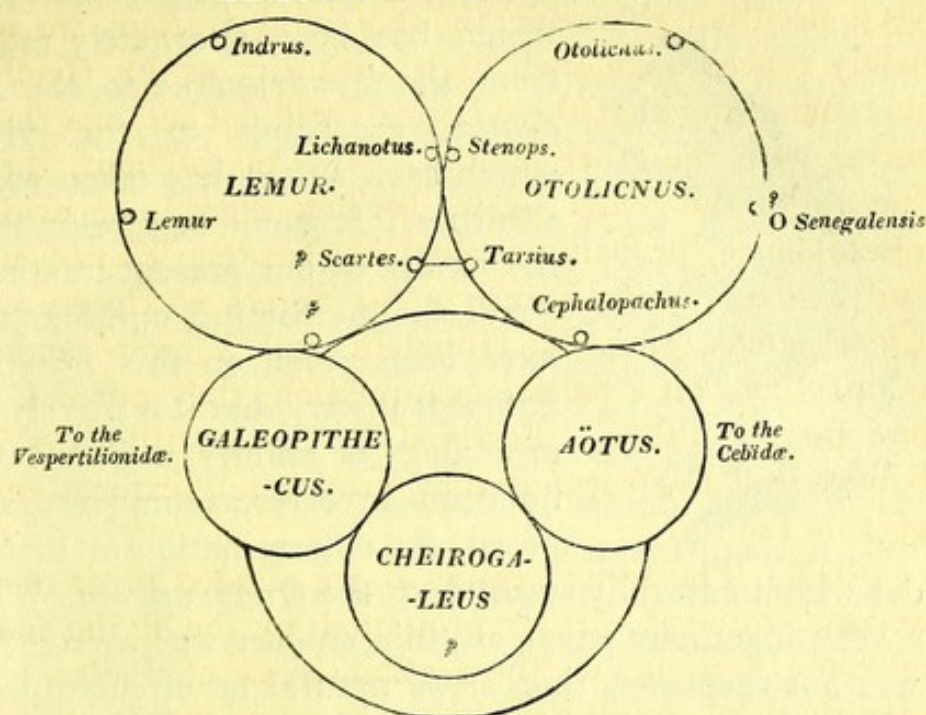 Indrus.
Otolicnus.
Lichanotus.
Stenops.
LEMUR.
OTOLICNUS.
?
Lemur
Senegalensis
? Scartes.
Tarsius.
?
Cephalopachus.
To the
Vespertilionidæ.
GALEOPITHE
-CUS.
AÖTUS.
To the
Cebidæ.
CHEIROGA-
-LEUS
?